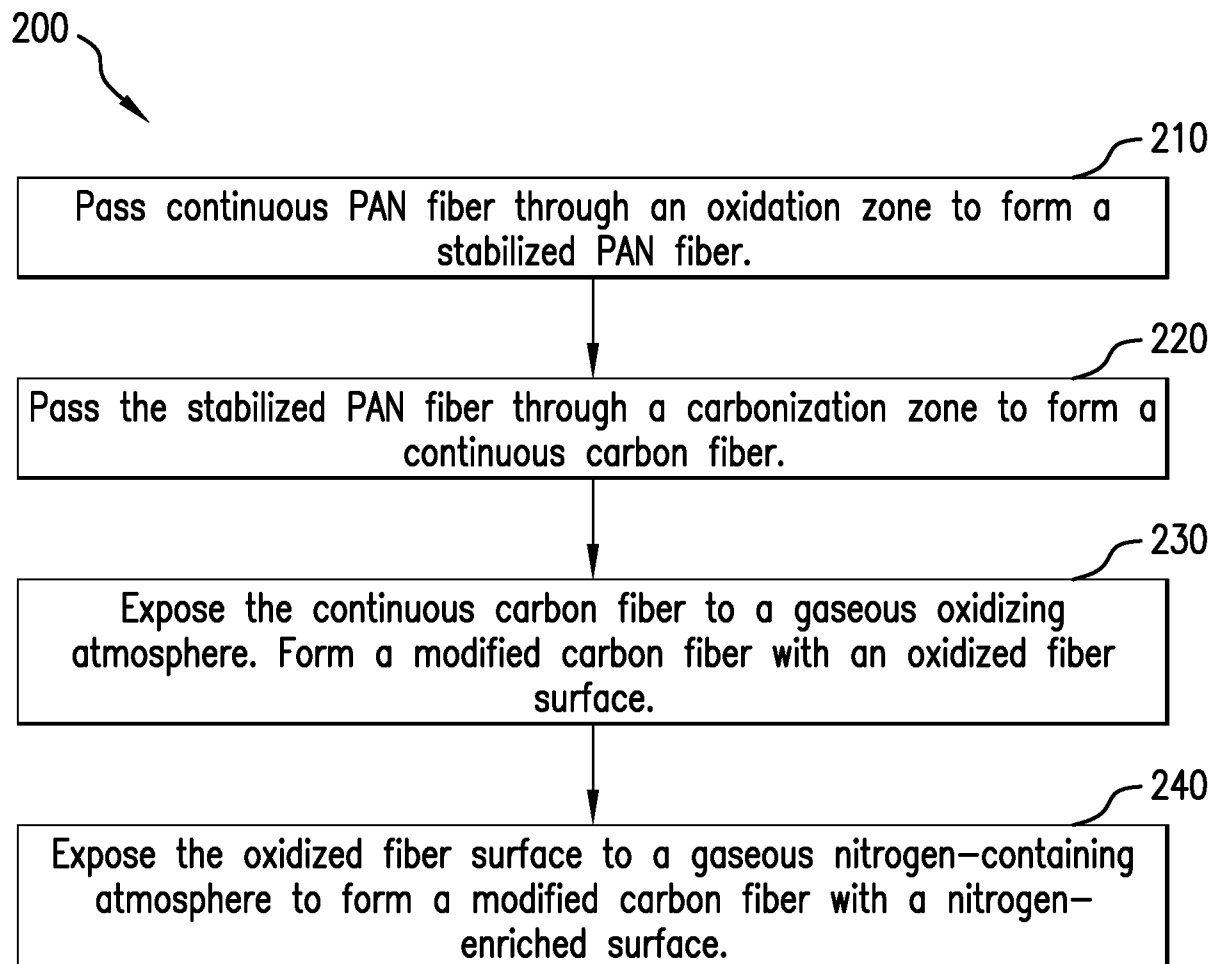 200
210
Pass continuous PAN fiber through an oxidation zone to form a
stabilized PAN fiber.
220
Pass the stabilized PAN fiber through a carbonization zone to form a
continuous carbon fiber.
230
Expose the continuous carbon fiber to a gaseous oxidizing
atmosphere. Form a modified carbon fiber with an oxidized fiber
surface.
240
Expose the oxidized fiber surface to a gaseous nitrogen-containing
atmosphere to form a modified carbon fiber with a nitrogen-
enriched surface.